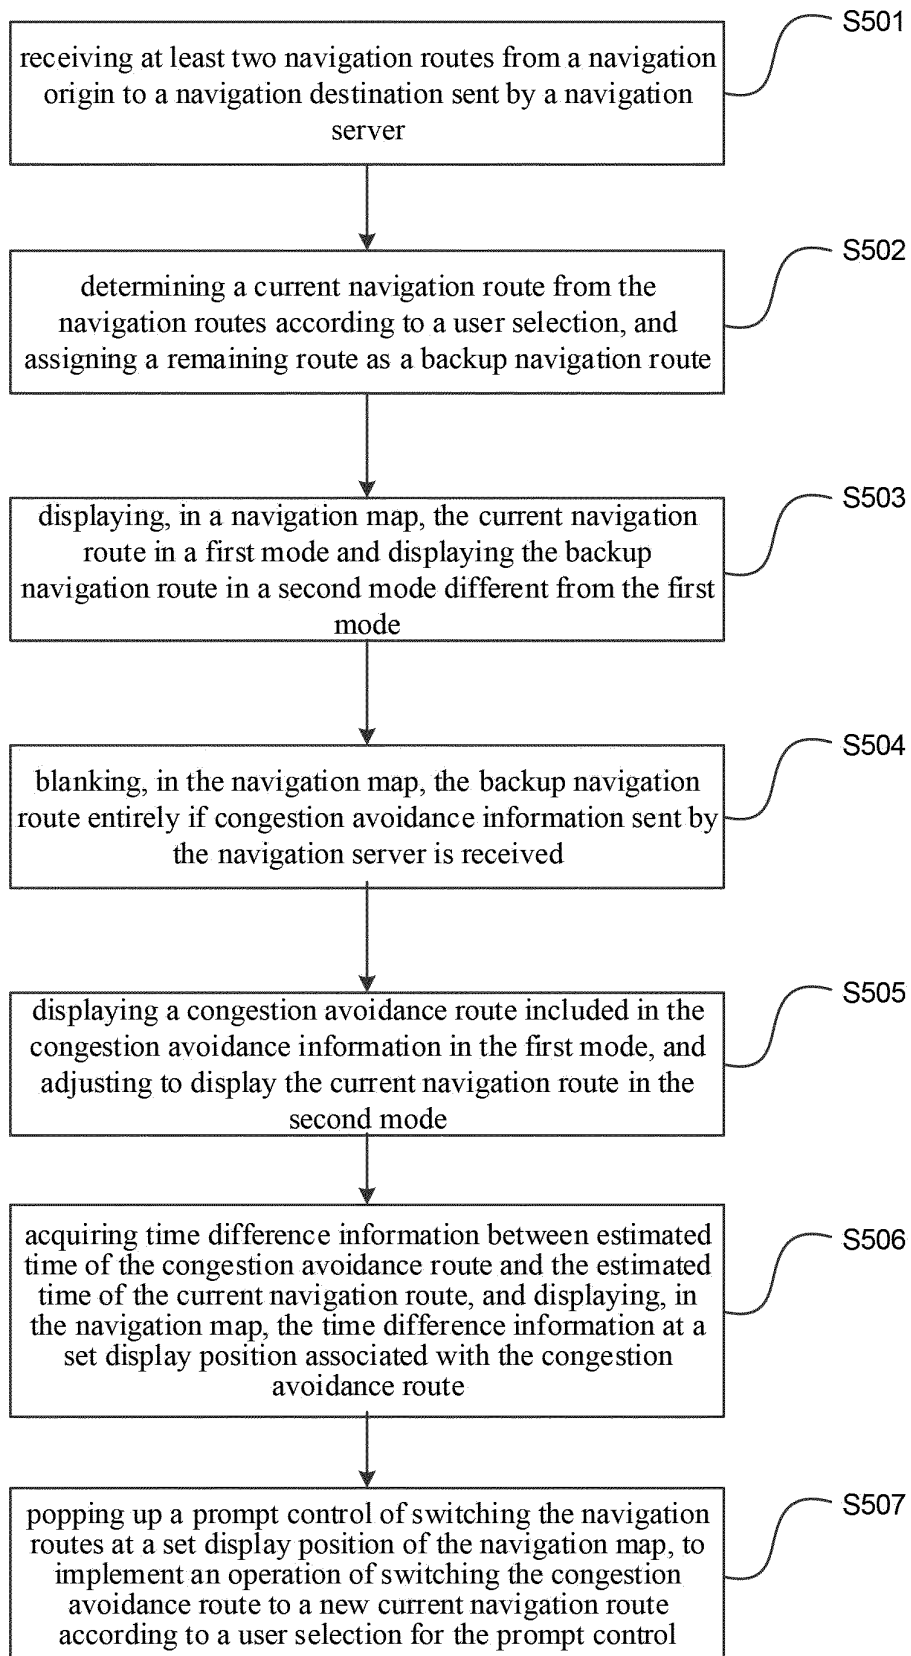 S501
receiving at least two navigation routes from a navigation
origin to a navigation destination sent by a navigation
server
S502
determining a current navigation route from the
navigation routes according to a user selection, and
assigning a remaining route as a backup navigation route
S503
displaying, in a navigation map, the current navigation
route in a first mode and displaying the backup
navigation route in a second mode different from the first
mode
S504
blanking, in the navigation map, the backup navigation
route entirely if congestion avoidance information sent by
the navigation server is received
S505
displaying a congestion avoidance route included in the
congestion avoidance information in the first mode, and
adjusting to display the current navigation route in the
second mode
S506
acquiring time difference information between estimated
time of the congestion avoidance route and the estimated
time of the current navigation route, and displaying, in
the navigation map, the time difference information at a
set display position associated with the congestion
avoidance route
S507
popping up a prompt control of switching the navigation
routes at a set display position of the navigation map, to
implement an operation of switching the congestion
avoidance route to a new current navigation route
according to a user selection for the prompt control